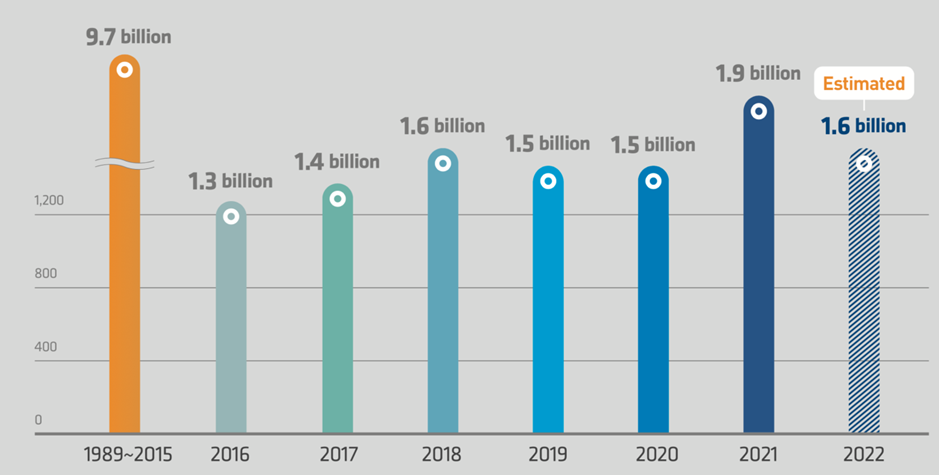 9.7 billion
1.3 billion
1.4 billion
1.6 billion
1.5 billion
1.5 billion
1.9 billion
Estimated
1.6 billion
1,200
800
400
0
1989~2015
2016
2017
2018
2019
2020
2021
2022